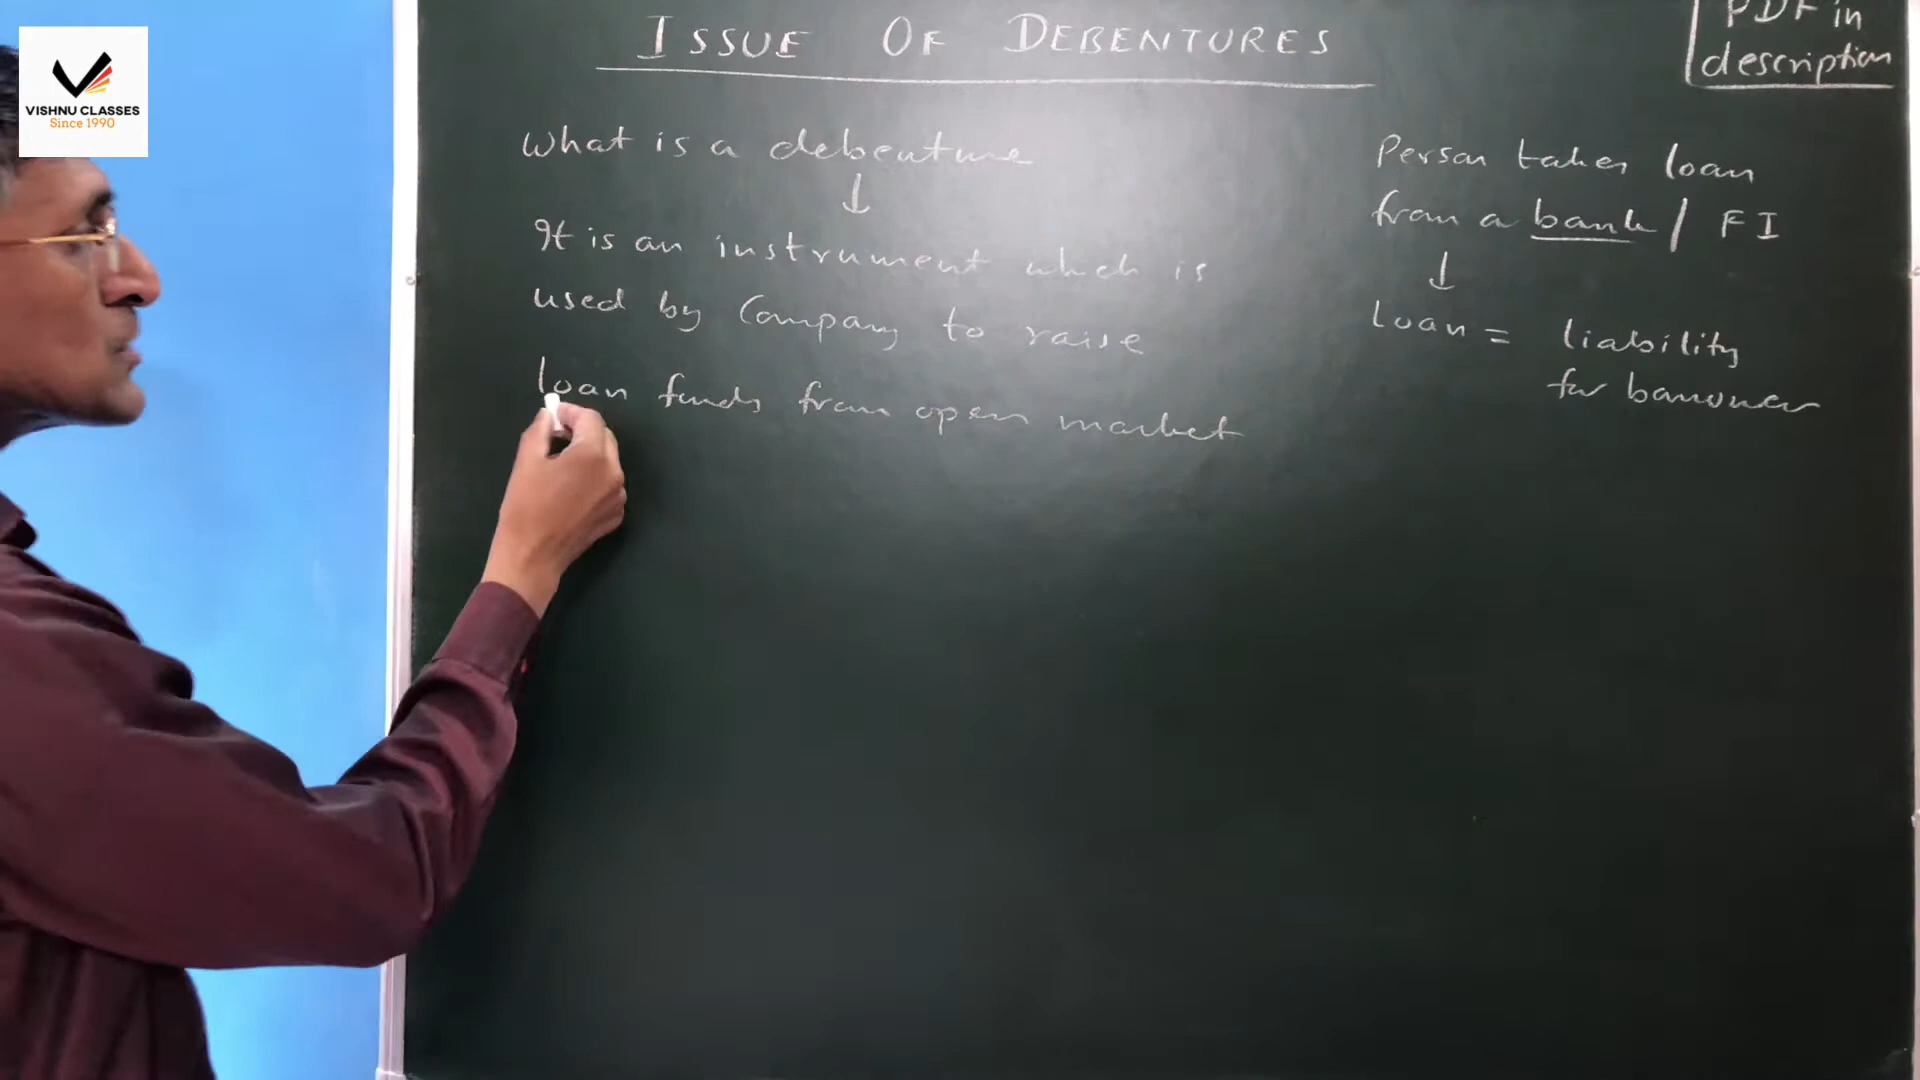 VISHNU CLASSES
Since 1990
ISSUE OF DEBENTURES
PDF in
description
What is a debenture
↓
It is an instrument which is
used by Company to raise
loan funds from open market
Person takes loan
from a bank / FI
↓
Loan = liability
for borrower